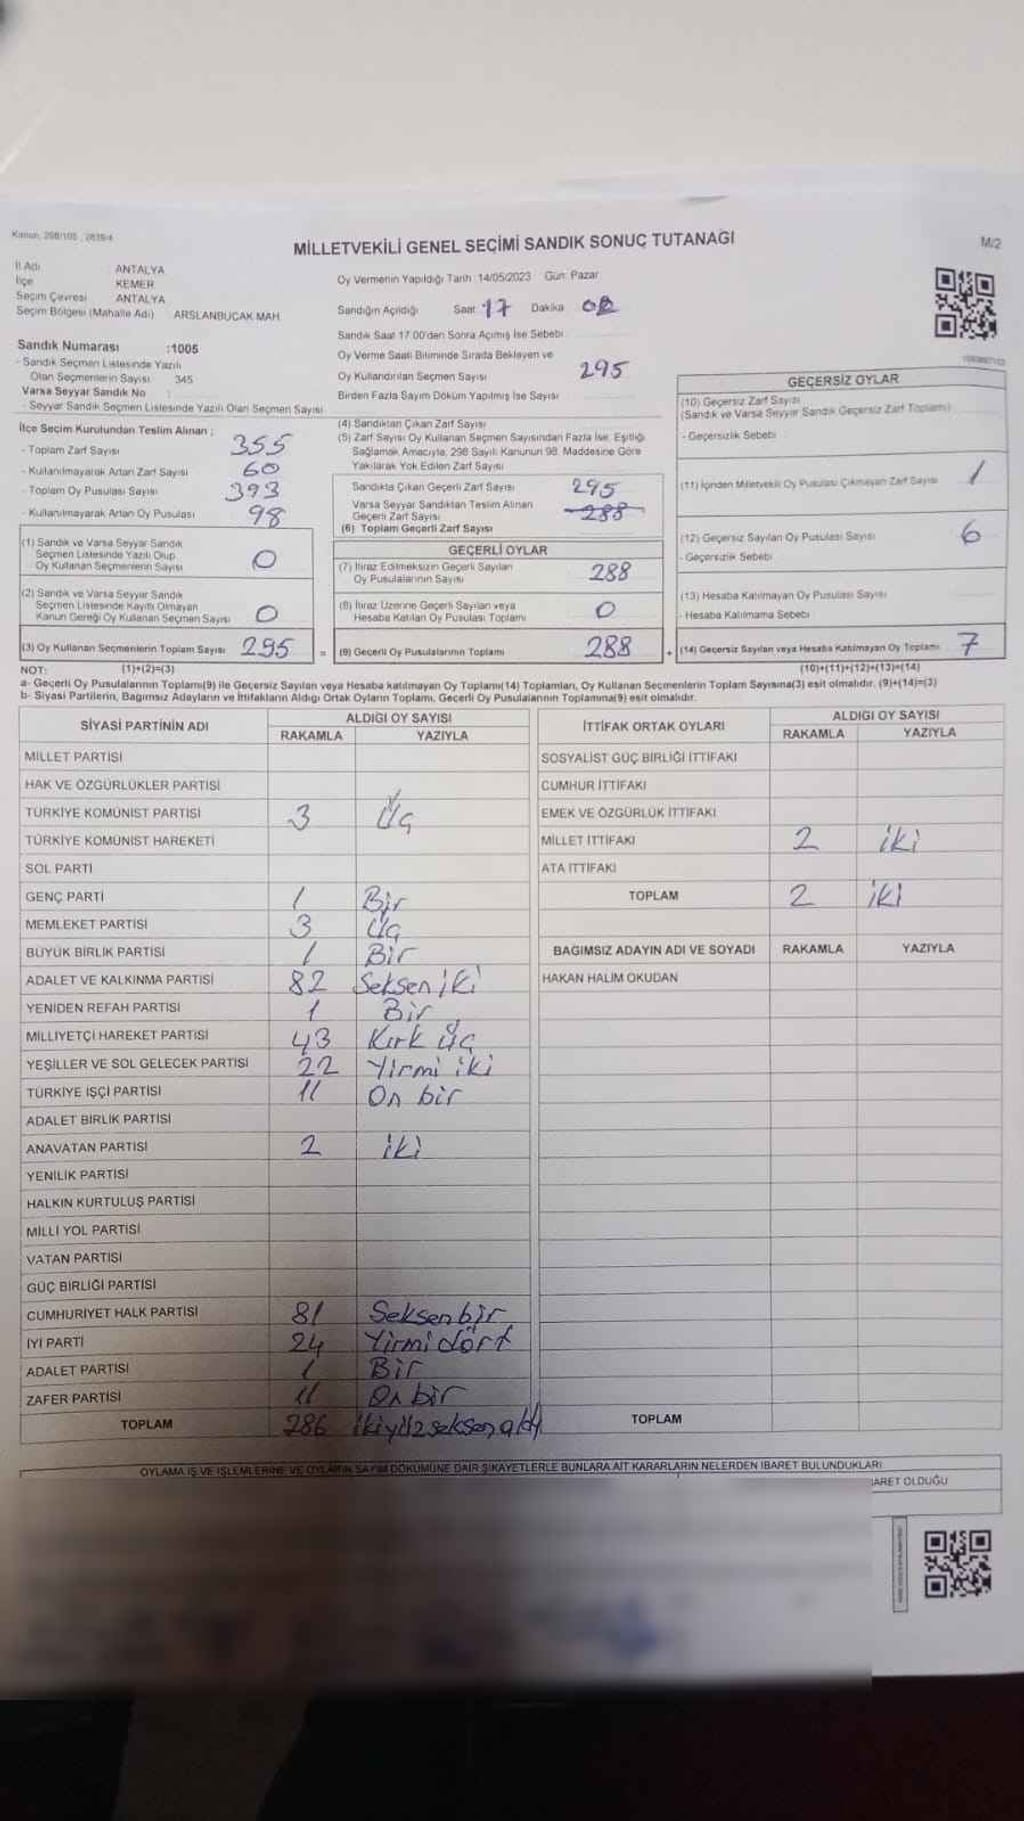 Kanun, 298/105, 2839/4
MİLLETVEKİLİ GENEL SEÇİMİ SANDIK SONUÇ TUTANAĞI
M/2
İl Adı ANTALYA
İlçe KEMER
Seçim Çevresi ANTALYA
Seçim Bölgesi (Mahalle Adı) ARSLANBUCAK MAH
Sandık Numarası :1005
- Sandık Seçmen Listesinde Yazılı
Olan Seçmenlerin Sayısı 345
Varsa Seyyar Sandık No
- Seyyar Sandık Seçmen Listesinde Yazılı Olan Seçmen Sayısı
İlçe Seçim Kurulundan Teslim Alınan ;
- Toplam Zarf Sayısı 355
- Kullanılmayarak Artan Zarf Sayısı 60
- Toplam Oy Pusulası Sayısı 393
- Kullanılmayarak Artan Oy Pusulası 98
(1) Sandık ve Varsa Seyyar Sandık
Seçmen Listesinde Yazılı Olup
Oy Kullanan Seçmenlerin Sayısı 0
(2) Sandık ve Varsa Seyyar Sandık
Seçmen Listesinde Kayıtlı Olmayan
Kanun Gereği Oy Kullanan Seçmen Sayısı 0
(3) Oy Kullanan Seçmenlerin Toplam Sayısı 295 =
Oy Vermenin Yapıldığı Tarih : 14/05/2023 Gün: Pazar
Sandığın Açıldığı Saat 17 Dakika
Sandık Saat 17.00'den Sonra Açılmış İse Sebebi
Oy Verme Saati Bitiminde Sırada Bekleyen ve
Oy Kullandırılan Seçmen Sayısı 295
Birden Fazla Sayım Döküm Yapılmış İse Sayısı
(4) Sandıktan Çıkan Zarf Sayısı
(5) Zarf Sayısı Oy Kullanan Seçmen Sayısından Fazla İse, Eşitliği
Sağlamak Amacıyla, 298 Sayılı Kanunun 98. Maddesine Göre
Yakılarak Yok Edilen Zarf Sayısı
Sandıkta Çıkan Geçerli Zarf Sayısı 295
Varsa Seyyar Sandıktan Teslim Alınan
Geçerli Zarf Sayısı 288
(6) Toplam Geçerli Zarf Sayısı
GEÇERLİ OYLAR
(7) İtiraz Edilmeksizin Geçerli Sayılan
Oy Pusulalarının Sayısı 288
(8) İtiraz Üzerine Geçerli Sayılan veya
Hesaba Katılan Oy Pusulası Toplamı 0
(9) Geçerli Oy Pusulalarının Toplamı 288 +
GEÇERSİZ OYLAR
(10) Geçersiz Zarf Sayısı
(Sandık ve Varsa Seyyar Sandık Geçersiz Zarf Toplamı)
- Geçersizlik Sebebi
(11) İçinden Milletvekili Oy Pusulası Çıkmayan Zarf Sayısı 1
(12) Geçersiz Sayılan Oy Pusulası Sayısı 6
- Geçersizlik Sebebi
(13) Hesaba Katılmayan Oy Pusulası Sayısı
- Hesaba Katılmama Sebebi
(14) Geçersiz Sayılan veya Hesaba Katılmayan Oy Toplamı 7
NOT: (1)+(2)=(3) (10)+(11)+(12)+(13)=(14)
a- Geçerli Oy Pusulalarının Toplamı(9) ile Geçersiz Sayılan veya Hesaba katılmayan Oy Toplamı(14) Toplamları, Oy Kullanan Seçmenlerin Toplam Sayısına(3) eşit olmalıdır. (9)+(14)=(3)
b- Siyasi Partilerin, Bağımsız Adayların ve İttifakların Aldığı Ortak Oyların Toplamı, Geçerli Oy Pusulalarının Toplamına(9) eşit olmalıdır.
SİYASİ PARTİNİN ADI ALDIĞI OY SAYISI
RAKAMLA YAZIYLA
MİLLET PARTİSİ
HAK VE ÖZGÜRLÜKLER PARTİSİ
TÜRKİYE KOMÜNİST PARTİSİ 3 Üç
TÜRKİYE KOMÜNİST HAREKETİ
SOL PARTİ
GENÇ PARTİ 1 Bir
MEMLEKET PARTİSİ 3 Üç
BÜYÜK BİRLİK PARTİSİ 1 Bir
ADALET VE KALKINMA PARTİSİ 82 Seksen iki
YENİDEN REFAH PARTİSİ 1 Bir
MİLLİYETÇİ HAREKET PARTİSİ 43 Kırk üç
YEŞİLLER VE SOL GELECEK PARTİSİ 22 Yirmi iki
TÜRKİYE İŞÇİ PARTİSİ 11 On bir
ADALET BİRLİK PARTİSİ
ANAVATAN PARTİSİ 2 iki
YENİLİK PARTİSİ
HALKIN KURTULUŞ PARTİSİ
MİLLİ YOL PARTİSİ
VATAN PARTİSİ
GÜÇ BİRLİĞİ PARTİSİ
CUMHURİYET HALK PARTİSİ 81 Seksenbir
İYİ PARTİ 24 Yirmidört
ADALET PARTİSİ 1 Bir
ZAFER PARTİSİ 11 On bir
TOPLAM 286 ikiyüzseksenaltı
İTTİFAK ORTAK OYLARI ALDIĞI OY SAYISI
RAKAMLA YAZIYLA
SOSYALİST GÜÇ BİRLİĞİ İTTİFAKI
CUMHUR İTTİFAKI
EMEK VE ÖZGÜRLÜK İTTİFAKI
MİLLET İTTİFAKI 2 iki
ATA İTTİFAKI
TOPLAM 2 iki
BAĞIMSIZ ADAYIN ADI VE SOYADI RAKAMLA YAZIYLA
HAKAN HALİM OKUDAN
TOPLAM
OYLAMA İŞ VE İŞLEMLERİNE VE OYLARIN SAYIM DÖKÜMÜNE DAİR ŞİKAYETLERLE BUNLARA AİT KARARLARIN NELERDEN İBARET BULUNDUKLARI
İBARET OLDUĞU